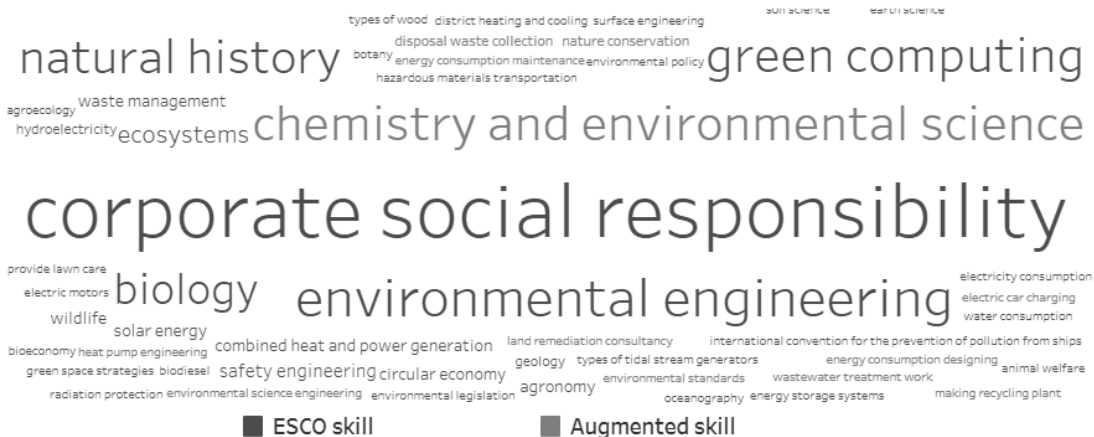 soil science earth science
types of wood district heating and cooling surface engineering
natural history
disposal waste collection nature conservation
green computing
botany energy consumption maintenance environmental policy
hazardous materials transportation
agroecology waste management
hydroelectricity ecosystems chemistry and environmental science
corporate social responsibility
provide lawn care
electric motors biology environmental engineering
electricity consumption
electric car charging
wildlife
water consumption
solar energy
bioeconomy heat pump engineering combined heat and power generation land remediation consultancy international convention for the prevention of pollution from ships
geology types of tidal stream generators energy consumption designing animal welfare
green space strategies biodiesel safety engineering circular economy
environmental standards wastewater treatment work
radiation protection environmental science engineering environmental legislation agronomy
oceanography energy storage systems making recycling plant
ESCO skill Augmented skill